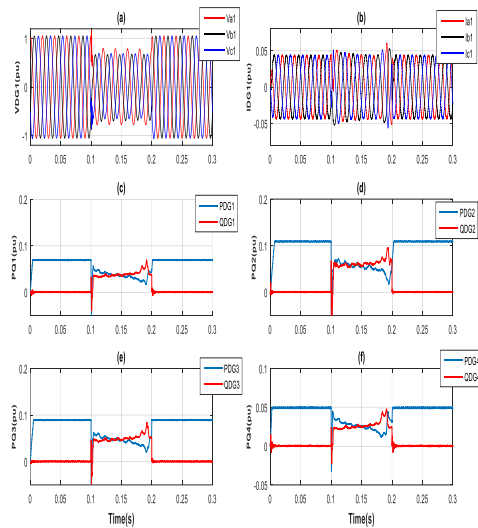 (a)
Va1
Vb1
Vc1
VDG1(pu)
1
0
-1
0 0.05 0.1 0.15 0.2 0.25 0.3
(b)
Ia1
Ib1
Ic1
IDG1(pu)
0.05
0
-0.05
0 0.05 0.1 0.15 0.2 0.25 0.3
(c)
PDG1
QDG1
PQ1(pu)
0.2
0.1
0
0 0.05 0.1 0.15 0.2 0.25 0.3
(d)
PDG2
QDG2
PQ2(pu)
0.2
0.1
0
0 0.05 0.1 0.15 0.2 0.25 0.3
(e)
PDG3
QDG3
PQ3(pu)
0.2
0.1
0
0 0.05 0.1 0.15 0.2 0.25 0.3
Time(s)
(f)
PDG4
QDG4
PQ4(pu)
0.1
0.05
0
-0.05
0 0.05 0.1 0.15 0.2 0.25 0.3
Time(s)